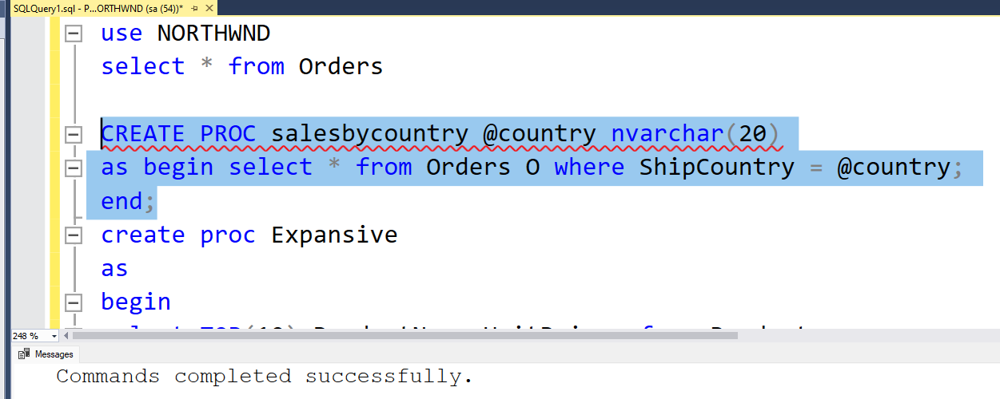 SQLQuery1.sql - P...ORTHWND (sa (54))*
use NORTHWND
select * from Orders
CREATE PROC salesbycountry @country nvarchar(20)
as begin select * from Orders O where ShipCountry = @country;
end;
create proc Expansive
as
begin
248 %
Messages
Commands completed successfully.